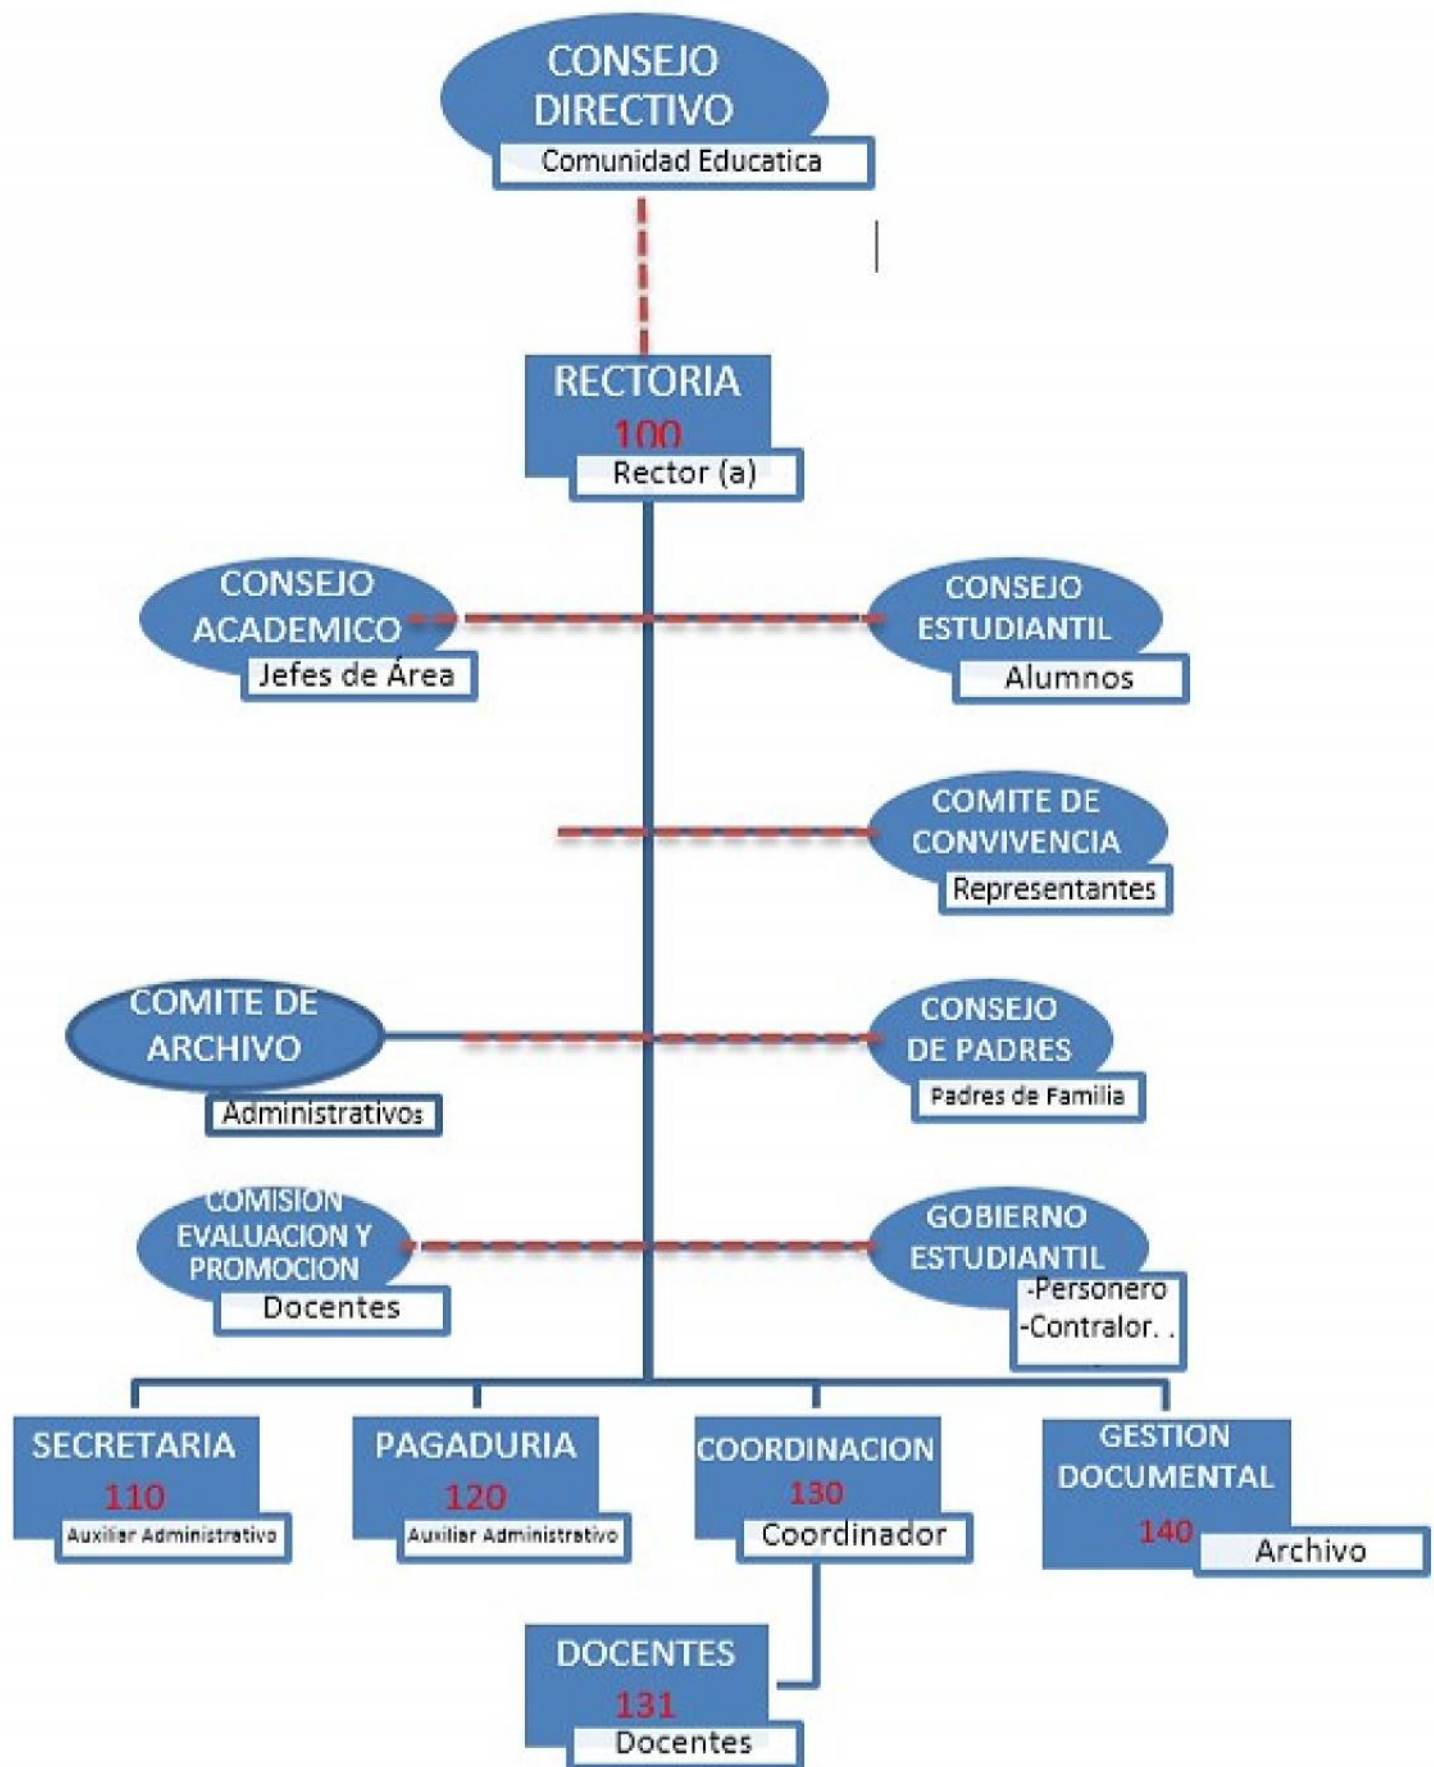 CONSEJO
DIRECTIVO
Comunidad Educatica
RECTORIA
100
Rector (a)
CONSEJO
ACADEMICO
Jefes de Área
CONSEJO
ESTUDIANTIL
Alumnos
COMITE DE
CONVIVENCIA
Representantes
COMITE DE
ARCHIVO
Administrativos
CONSEJO
DE PADRES
Padres de Familia
COMISION
EVALUACION Y
PROMOCION
Docentes
GOBIERNO
ESTUDIANTIL
-Personero
-Contralor. .
SECRETARIA
110
Auxiliar Administrativo
PAGADURIA
120
Auxiliar Administrativo
COORDINACION
130
Coordinador
GESTION
DOCUMENTAL
140
Archivo
DOCENTES
131
Docentes